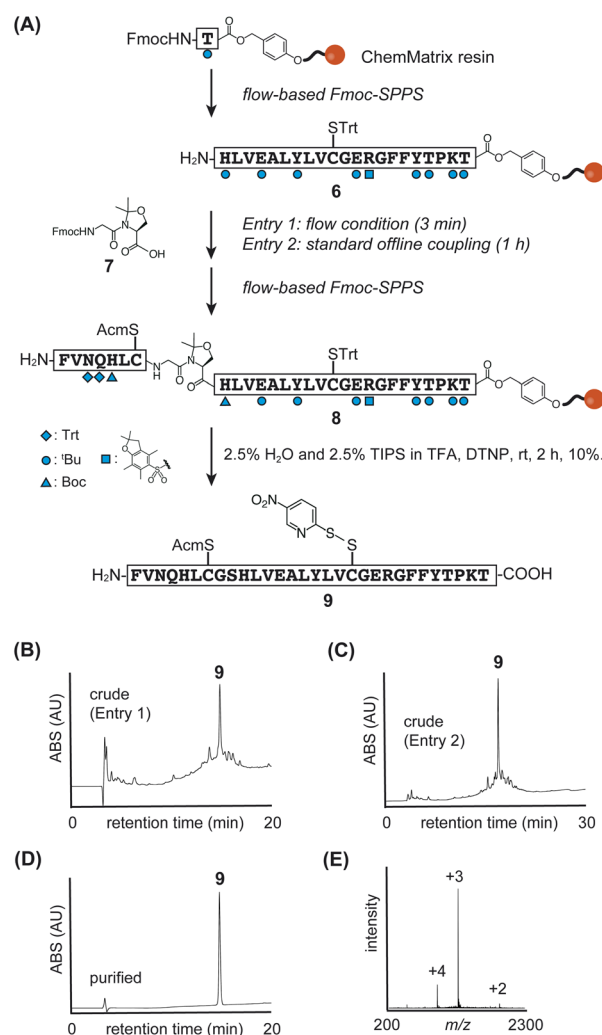 (A)
FmocHN
T
O
O
O
ChemMatrix resin
flow-based Fmoc-SPPS
STrt
H₂N-HLVEALYLVCGERGFFYTPKT
O
O
O
6
FmocHN
O
N
O
O
OH
7
Entry 1: flow condition (3 min)
Entry 2: standard offline coupling (1 h)
flow-based Fmoc-SPPS
AcmS
H₂N-FVNQHLC
N
H
O
N
O
O
STrt
HLVEALYLVCGERGFFYTPKT
O
O
O
8
: Trt
: ᵗBu
: Boc
:
O
S
O O
2.5% H₂O and 2.5% TIPS in TFA, DTNP, rt, 2 h, 10%.
O₂N
N
S
S
AcmS
H₂N-FVNQHLCGSHLVEALYLVCGERGFFYTPKT-COOH
9
(B)
9
crude
(Entry 1)
ABS (AU)
0 retention time (min) 20
(C)
9
crude
(Entry 2)
ABS (AU)
0 retention time (min) 30
(D)
9
purified
ABS (AU)
0 retention time (min) 20
(E)
+3
+4
+2
intensity
200 m/z 2300